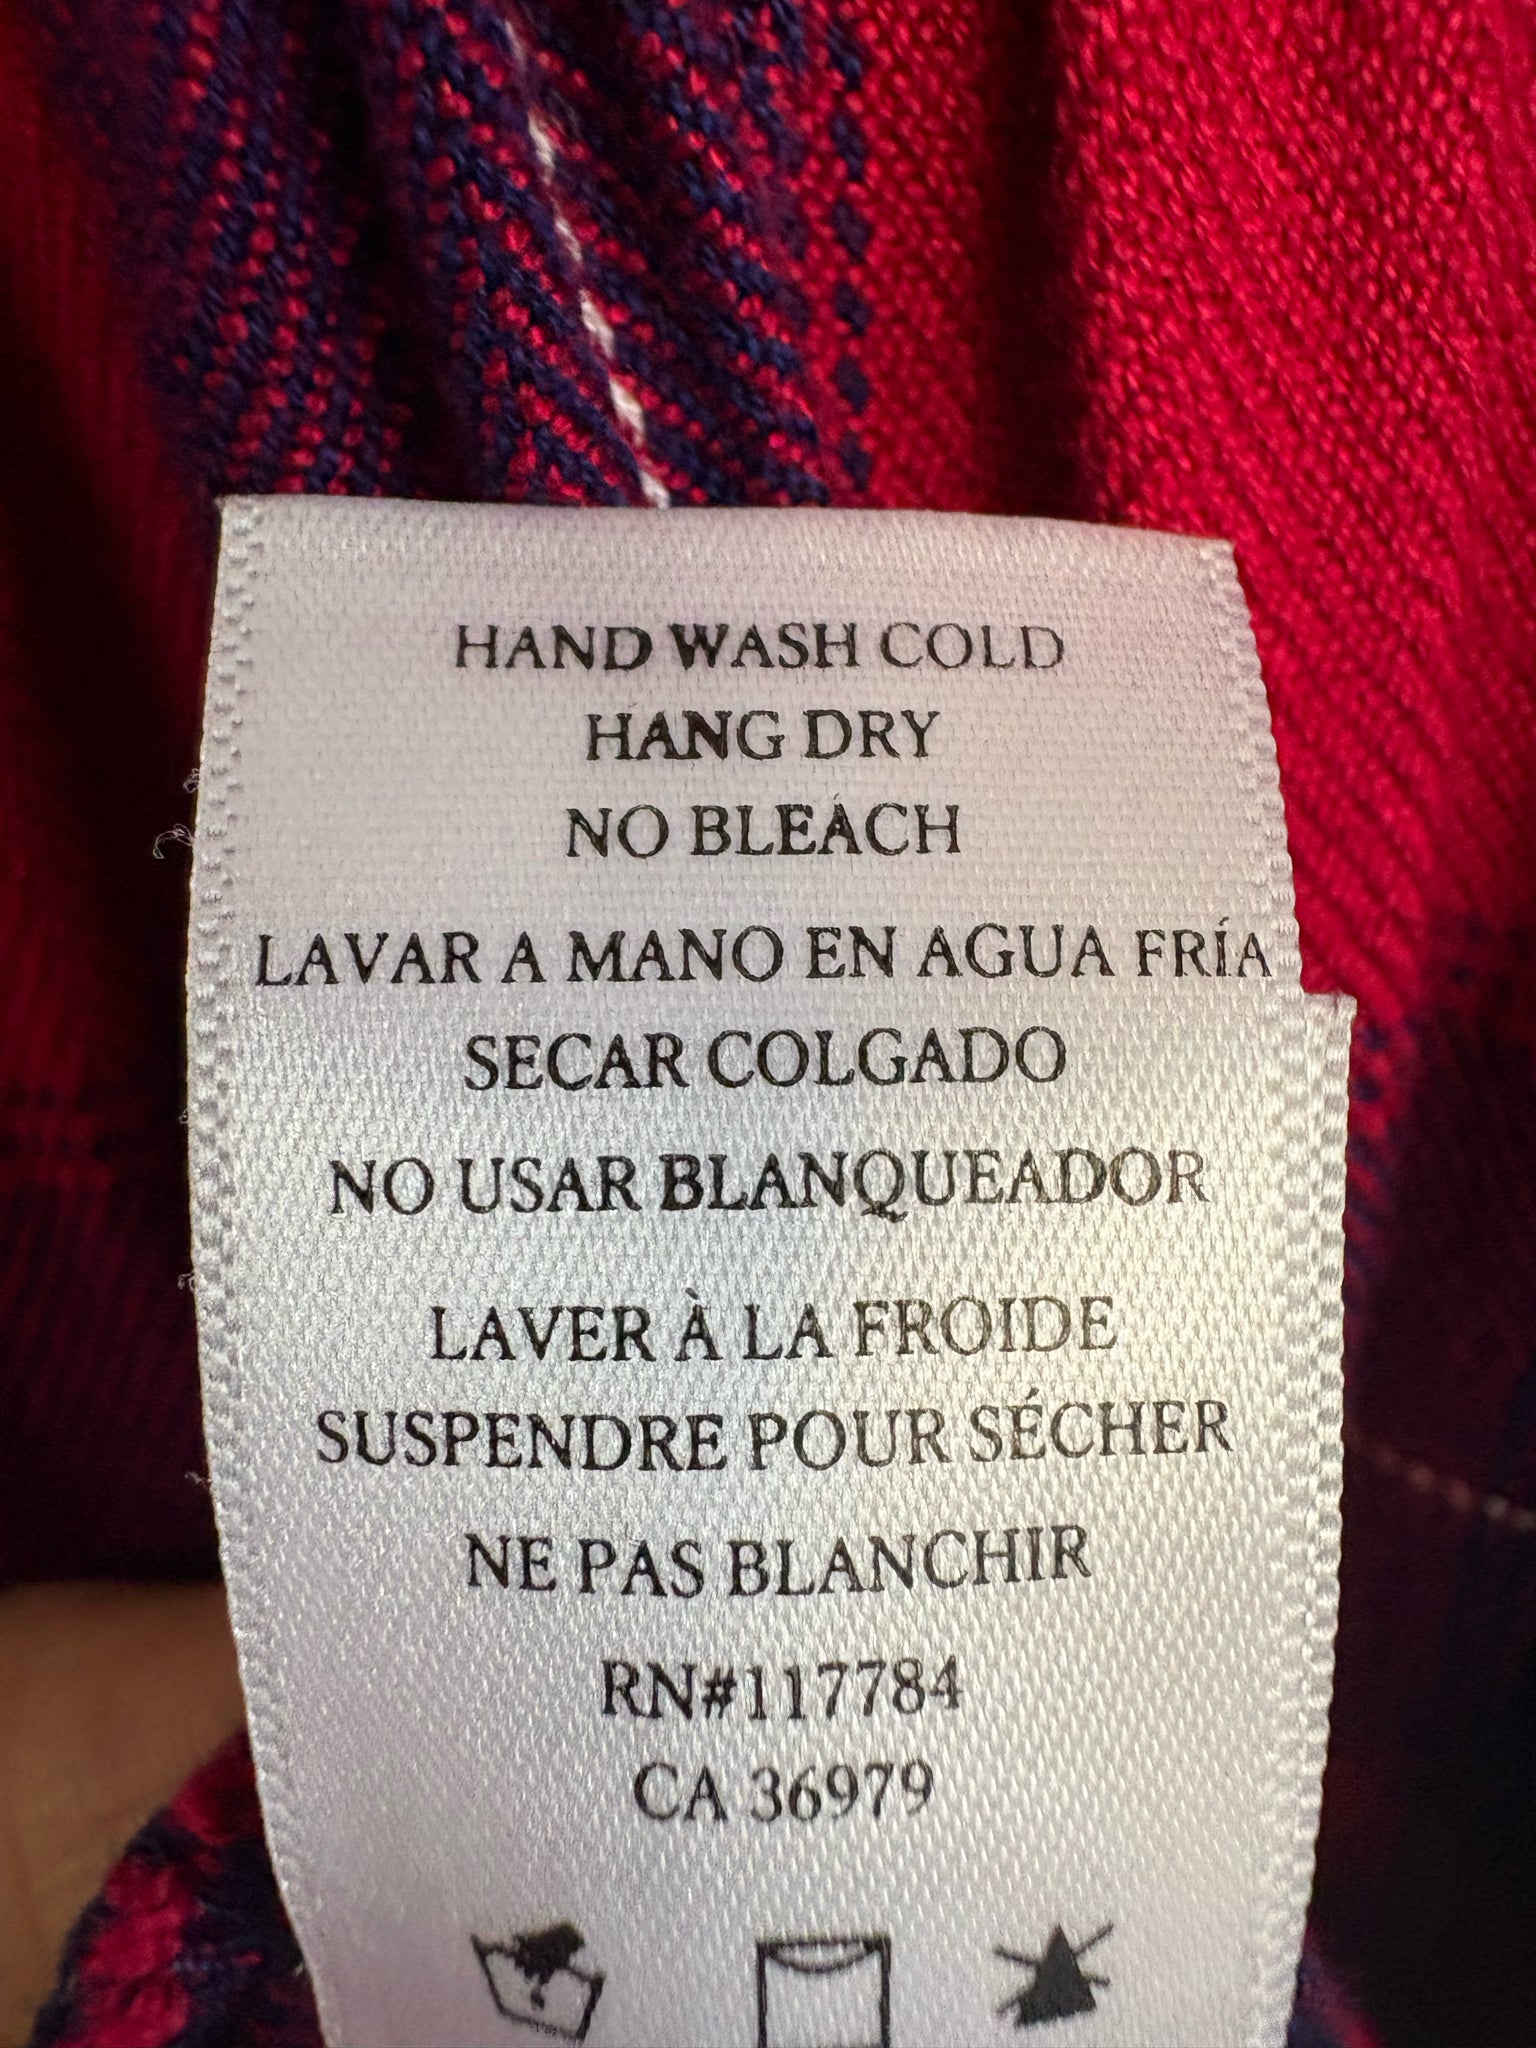 HAND WASH COLD
HANG DRY
NO BLEACH
LAVAR A MANO EN AGUA FRÍA
SECAR COLGADO
NO USAR BLANQUEADOR
LAVER À LA FROIDE
SUSPENDRE POUR SÉCHER
NE PAS BLANCHIR
RN#117784
CA 36979